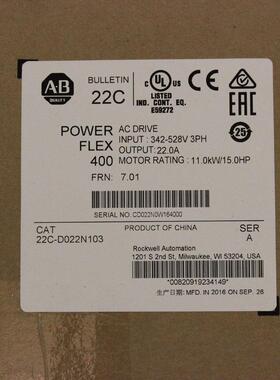 A-B
QUALITY
BULLETIN
22C
C UL US
LISTED
IND. CONT. EQ.
E59272
CE
EAC
25
POWER
FLEX
400
AC DRIVE
INPUT : 342-528V 3PH
OUTPUT: 22.0A
MOTOR RATING : 11.0kW/15.0HP
FRN: 7.01
SERIAL NO. CD022N0W164000
PRODUCT OF CHINA
CAT
22C-D022N103
SER
A
Rockwell Automation
1201 S 2nd St, Milwaukee, WI 53204, USA
*00820919234149*
生产日期: MFD. IN 2016 ON SEP. 26